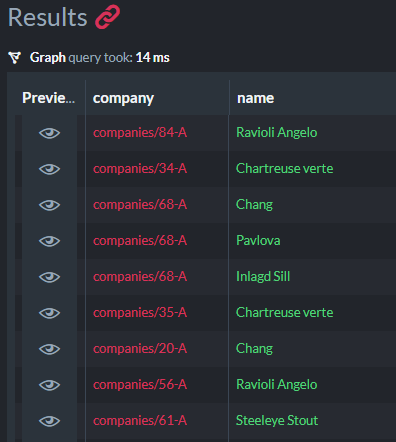 Results
Graph query took: 14 ms
Previe... company name
companies/84-A Ravioli Angelo
companies/34-A Chartreuse verte
companies/68-A Chang
companies/68-A Pavlova
companies/68-A Inlagd Sill
companies/35-A Chartreuse verte
companies/20-A Chang
companies/56-A Ravioli Angelo
companies/61-A Steeleye Stout